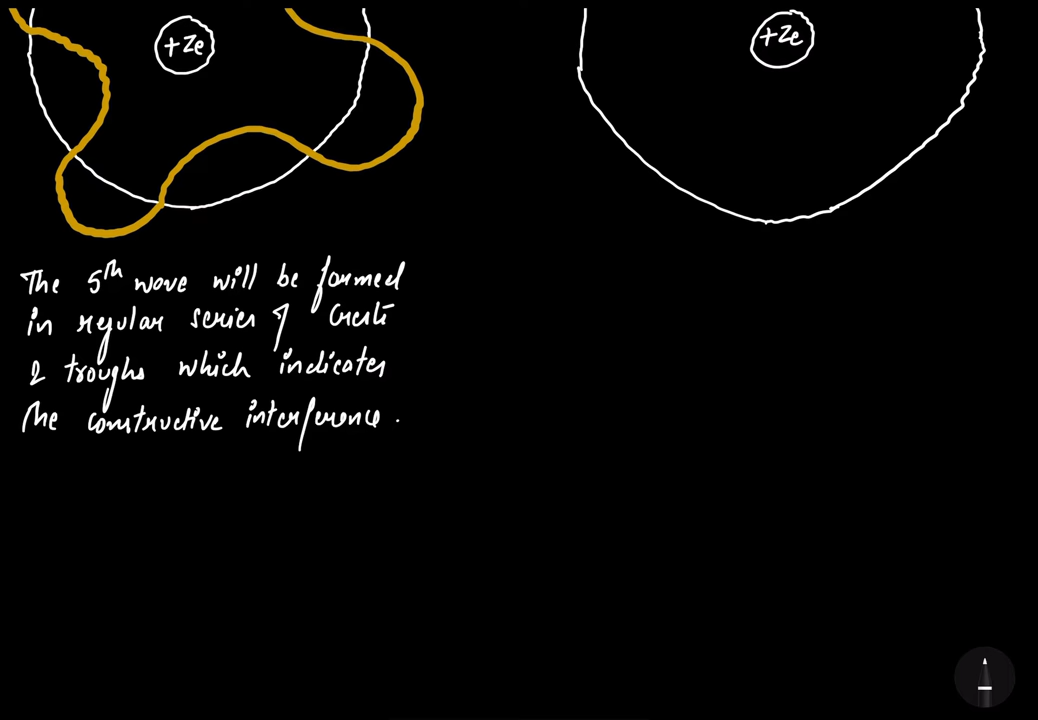 +Ze
+Ze
The 5th wave will be formed
in regular series of Crests
& troughs which indicates
the constructive interference.